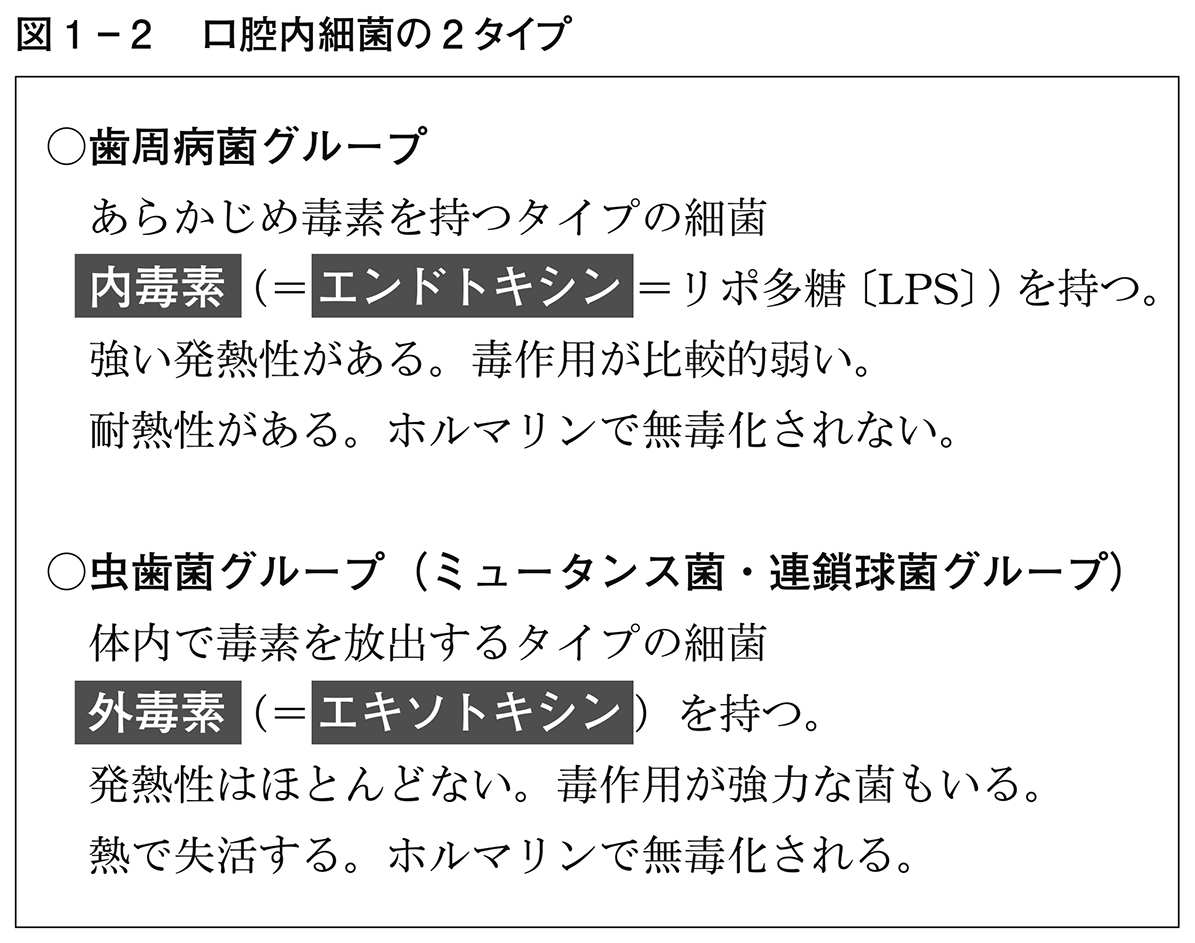 図1−2　口腔内細菌の2タイプ
○歯周病菌グループ
あらかじめ毒素を持つタイプの細菌
内毒素（＝エンドトキシン＝リポ多糖〔LPS〕）を持つ。
強い発熱性がある。毒作用が比較的弱い。
耐熱性がある。ホルマリンで無毒化されない。
○虫歯菌グループ（ミュータンス菌・連鎖球菌グループ）
体内で毒素を放出するタイプの細菌
外毒素（＝エキソトキシン）を持つ。
発熱性はほとんどない。毒作用が強力な菌もいる。
熱で失活する。ホルマリンで無毒化される。